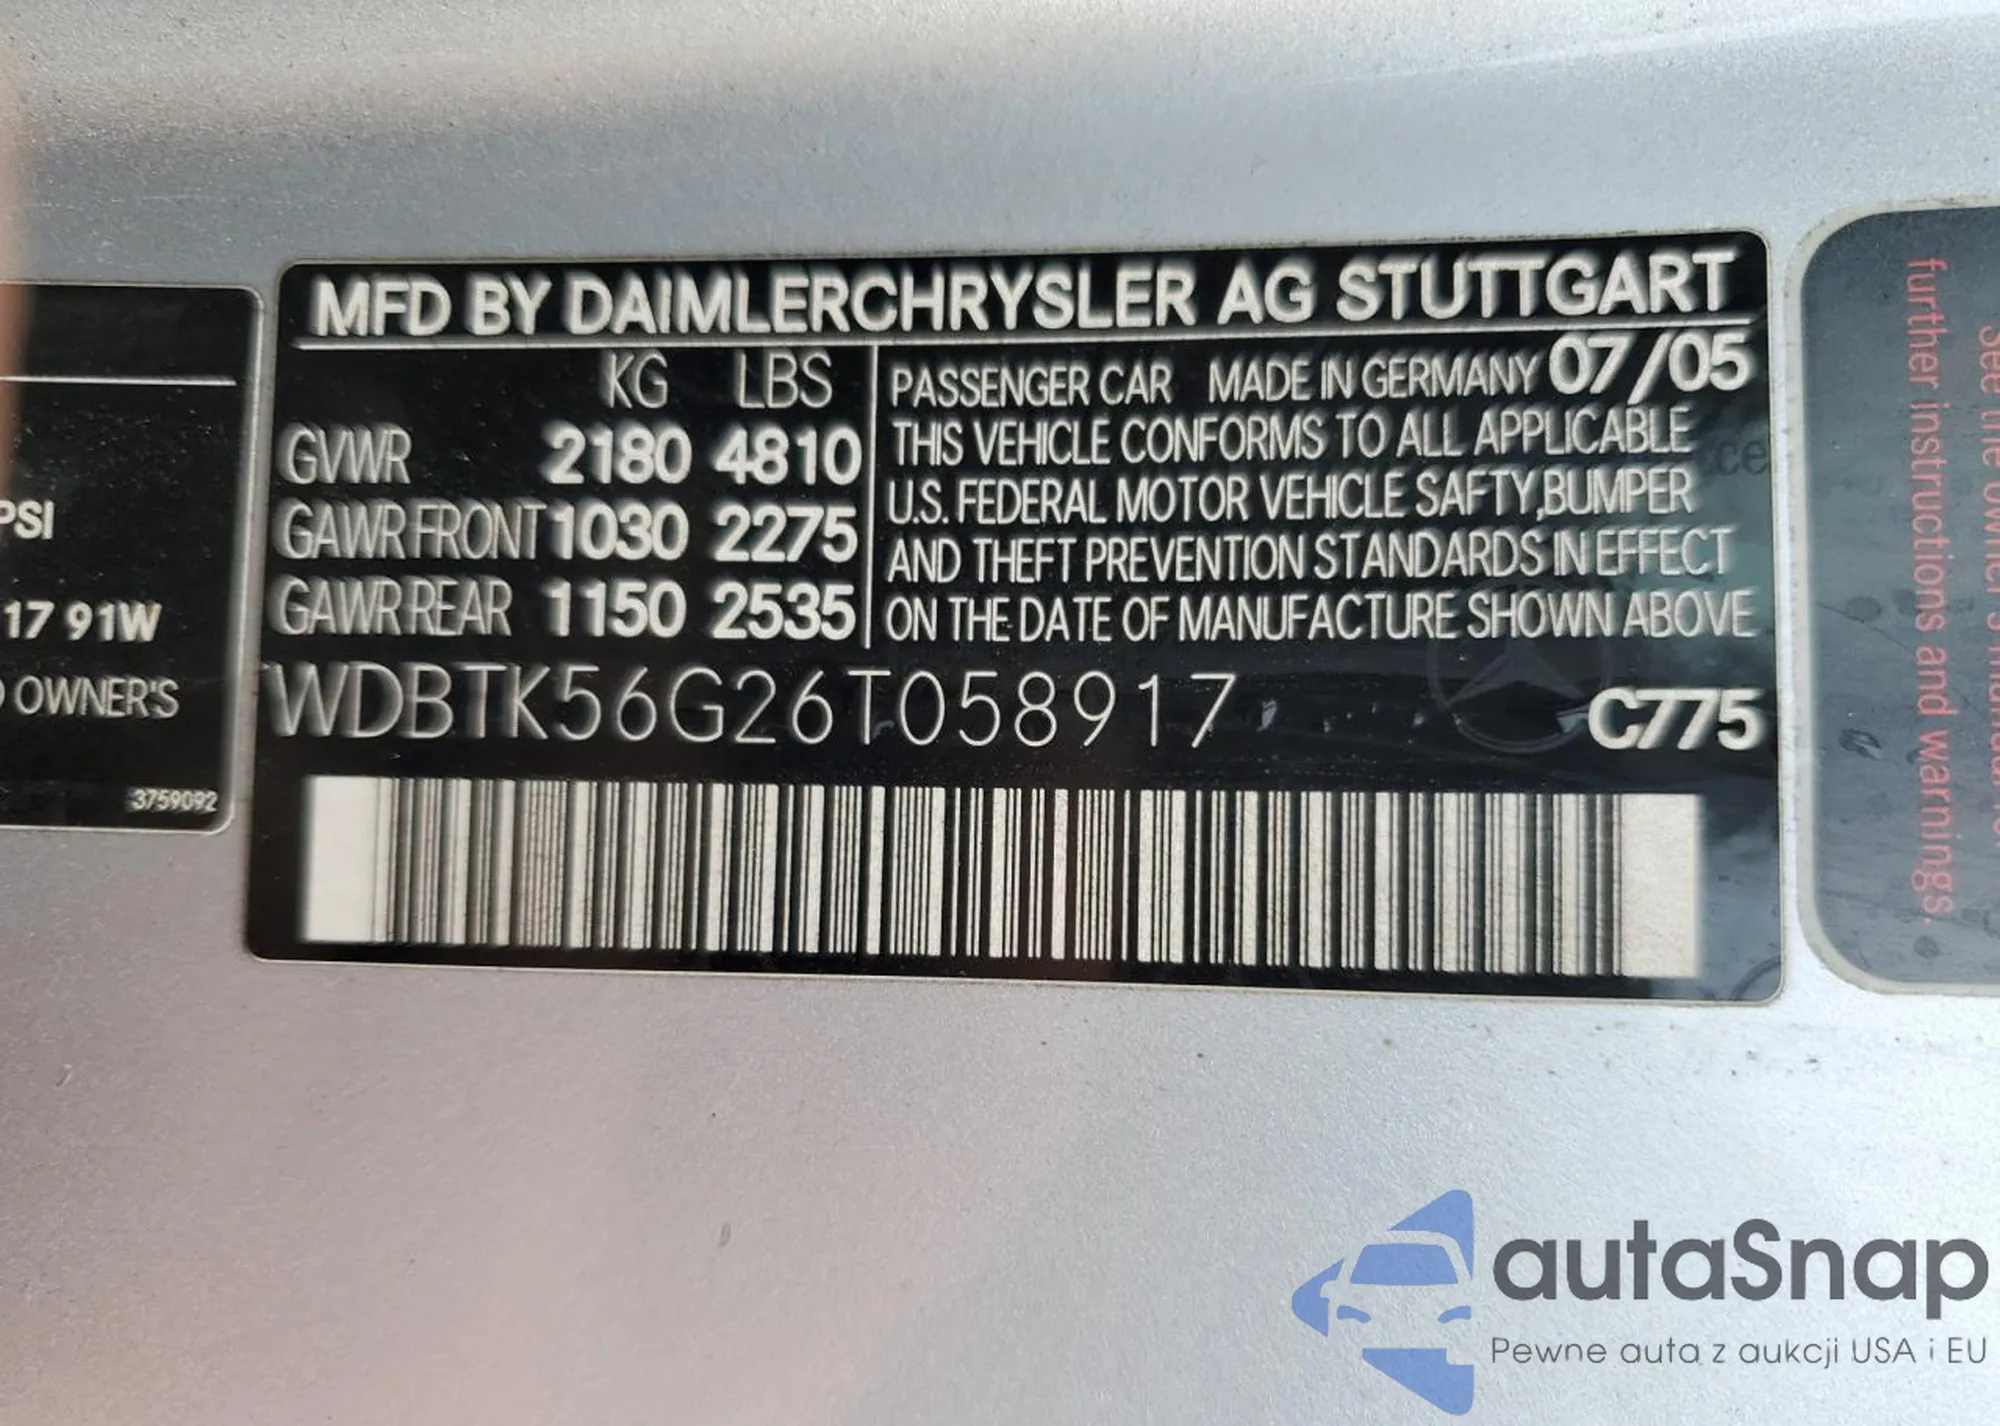 MFD BY DAIMLERCHRYSLER AG STUTTGART
KG LBS
GVWR 2180 4810
GAWR FRONT 1030 2275
GAWR REAR 1150 2535
PASSENGER CAR MADE IN GERMANY 07/05
THIS VEHICLE CONFORMS TO ALL APPLICABLE
U.S. FEDERAL MOTOR VEHICLE SAFTY,BUMPER
AND THEFT PREVENTION STANDARDS IN EFFECT
ON THE DATE OF MANUFACTURE SHOWN ABOVE
WDBTK56G26T058917 C775
PSI
17 91W
OWNER'S
3759092
See the owner's
further instructions and warnings.
autaSnap
Pewne auta z aukcji USA i EU